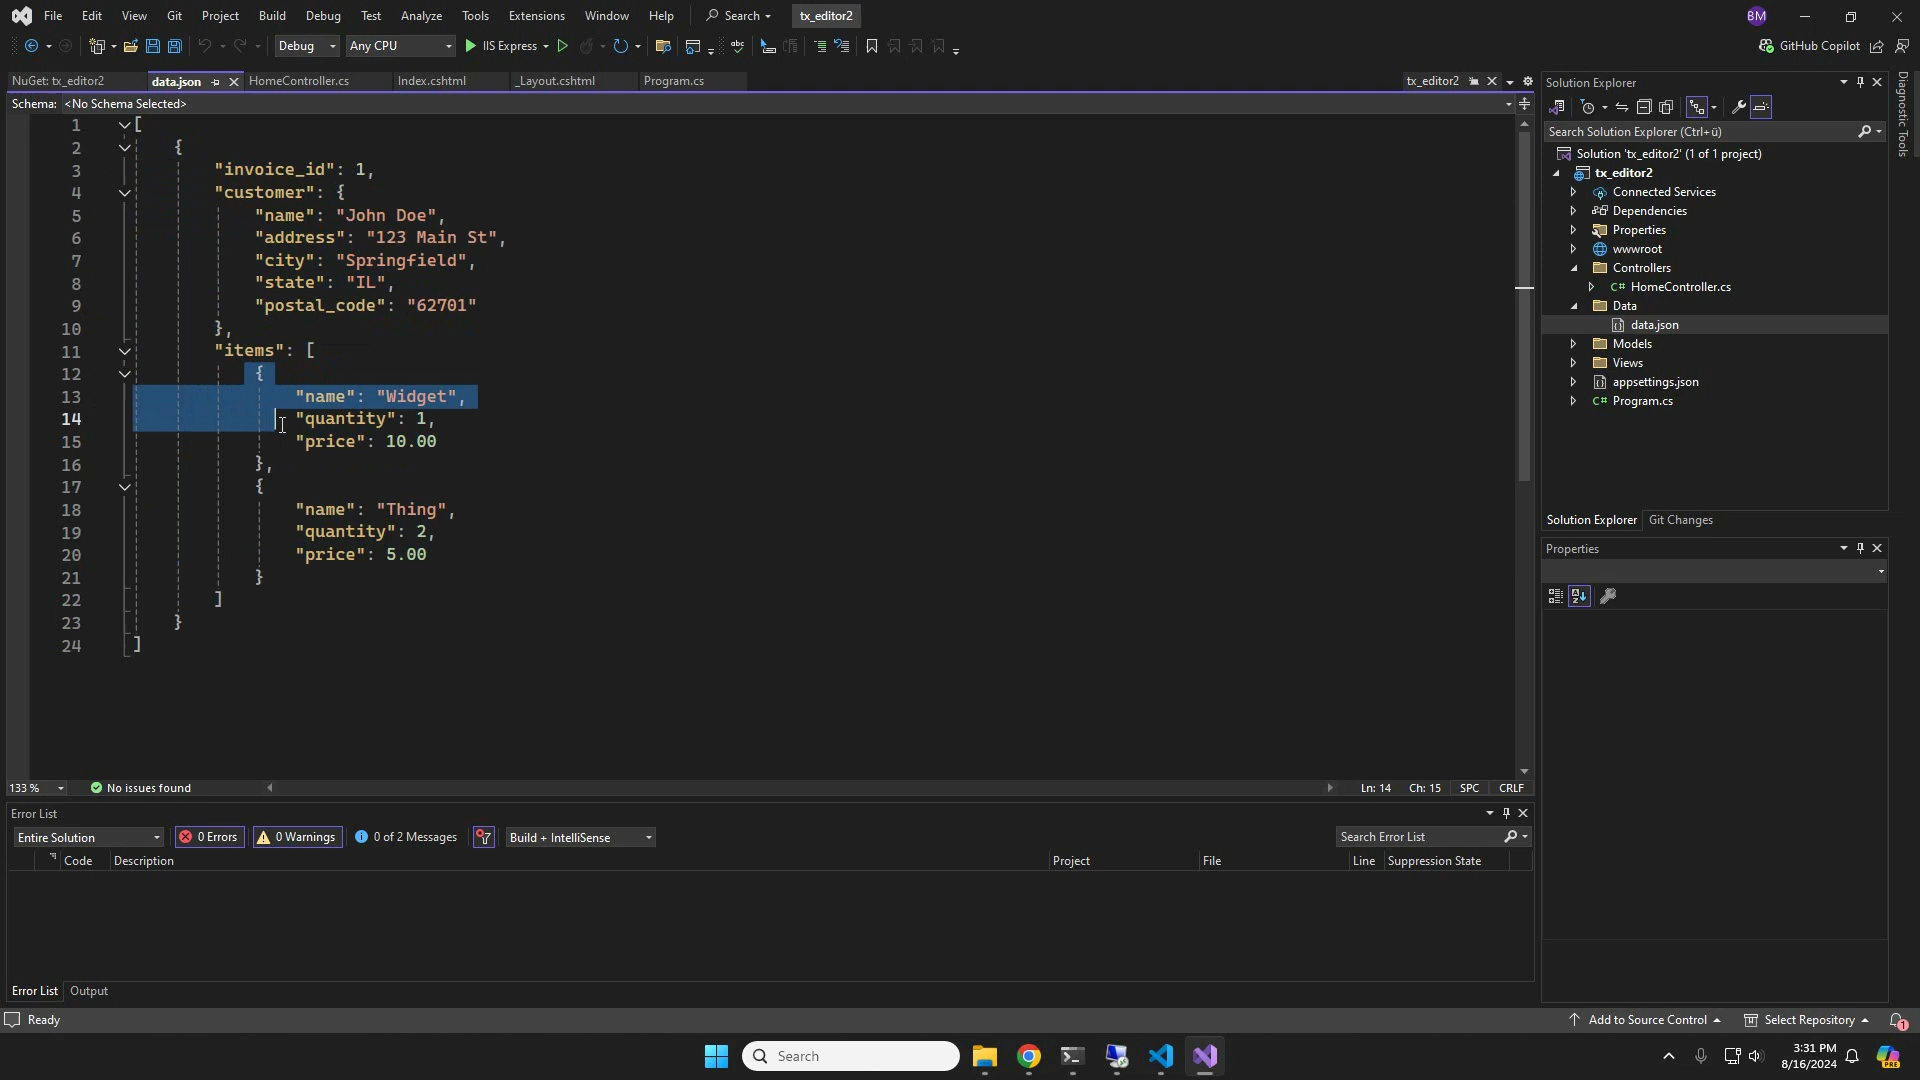 File Edit View Git Project Build Debug Test Analyze Tools Extensions Window Help Search tx_editor2 BM
Debug Any CPU IIS Express abc GitHub Copilot
NuGet: tx_editor2 data.json HomeController.cs Index.cshtml _Layout.cshtml Program.cs tx_editor2
Schema: <No Schema Selected>
1 [
2 {
3 "invoice_id": 1,
4 "customer": {
5 "name": "John Doe",
6 "address": "123 Main St",
7 "city": "Springfield",
8 "state": "IL",
9 "postal_code": "62701"
10 },
11 "items": [
12 {
13 "name": "Widget",
14 "quantity": 1,
15 "price": 10.00
16 },
17 {
18 "name": "Thing",
19 "quantity": 2,
20 "price": 5.00
21 }
22 ]
23 }
24 ]
133 % No issues found Ln: 14 Ch: 15 SPC CRLF
Error List
Entire Solution 0 Errors 0 Warnings 0 of 2 Messages Build + IntelliSense Search Error List
Code Description Project File Line Suppression State
Error List Output
Solution Explorer
Search Solution Explorer (Ctrl+ü)
Solution 'tx_editor2' (1 of 1 project)
tx_editor2
Connected Services
Dependencies
Properties
wwwroot
Controllers
C# HomeController.cs
Data
data.json
Models
Views
appsettings.json
C# Program.cs
Solution Explorer Git Changes
Properties
Diagnostic Tools
Ready Add to Source Control Select Repository 1
Search 3:31 PM
8/16/2024 PRE